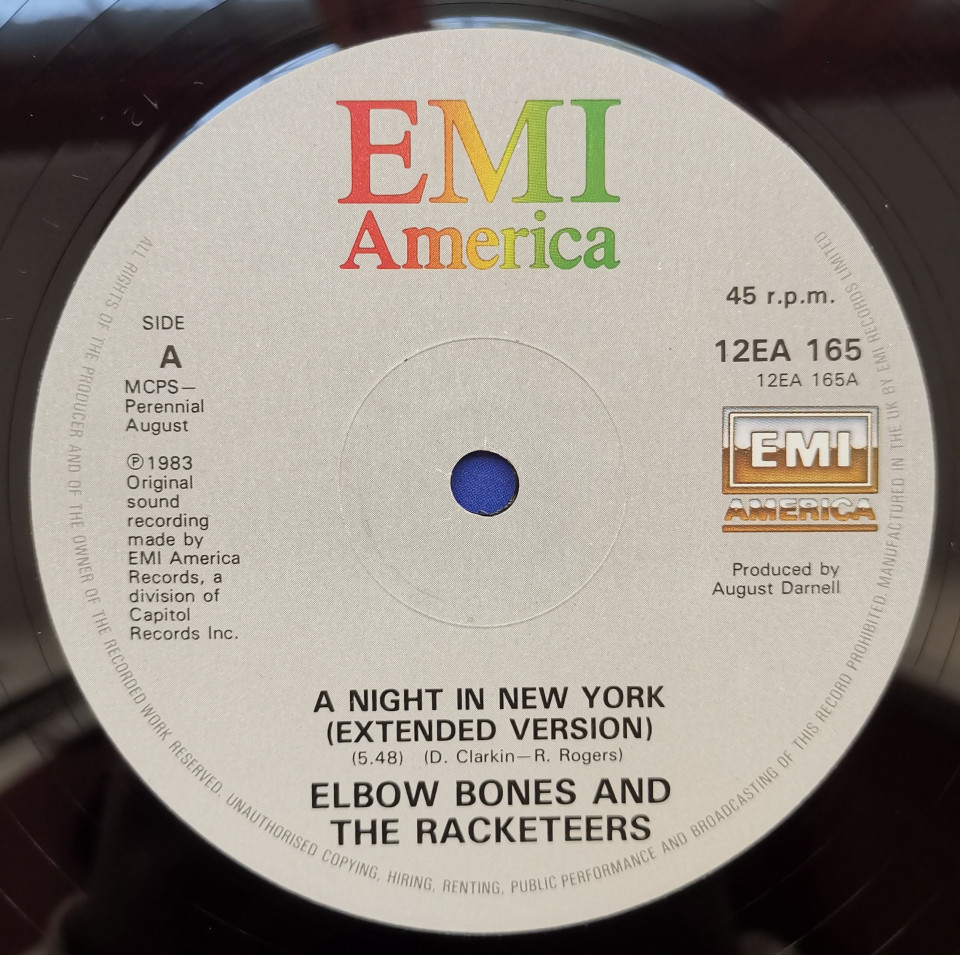 EMI
America
45 r.p.m.
12EA 165
12EA 165A
EMI
AMERICA
Produced by
August Darnell
SIDE
A
MCPS–
Perennial
August
Ⓟ1983
Original
sound
recording
made by
EMI America
Records, a
division of
Capitol
Records Inc.
A NIGHT IN NEW YORK
(EXTENDED VERSION)
(5.48) (D. Clarkin–R. Rogers)
ELBOW BONES AND
THE RACKETEERS
ALL RIGHTS OF THE PRODUCER AND OF THE OWNER OF THE RECORDED WORK RESERVED. UNAUTHORISED COPYING, HIRING, RENTING, PUBLIC PERFORMANCE AND BROADCASTING OF THIS RECORD PROHIBITED. MANUFACTURED IN THE UK BY EMI RECORDS LIMITED